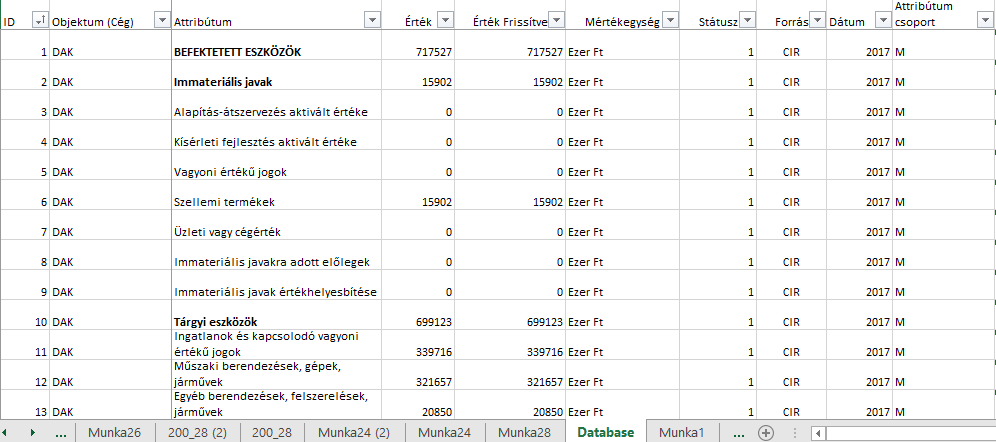 ID Objektum (Cég) Attribútum Érték Érték Frissítve Mértékegység Státusz Forrás Dátum Attribútum csoport
1 DAK BEFEKTETETT ESZKÖZÖK 717527 717527 Ezer Ft 1 CIR 2017 M
2 DAK Immateriális javak 15902 15902 Ezer Ft 1 CIR 2017 M
3 DAK Alapítás-átszervezés aktivált értéke 0 0 Ezer Ft 1 CIR 2017 M
4 DAK Kísérleti fejlesztés aktivált értéke 0 0 Ezer Ft 1 CIR 2017 M
5 DAK Vagyoni értékű jogok 0 0 Ezer Ft 1 CIR 2017 M
6 DAK Szellemi termékek 15902 15902 Ezer Ft 1 CIR 2017 M
7 DAK Üzleti vagy cégérték 0 0 Ezer Ft 1 CIR 2017 M
8 DAK Immateriális javakra adott előlegek 0 0 Ezer Ft 1 CIR 2017 M
9 DAK Immateriális javak értékhelyesbítése 0 0 Ezer Ft 1 CIR 2017 M
10 DAK Tárgyi eszközök 699123 699123 Ezer Ft 1 CIR 2017 M
Ingatlanok és kapcsolodó vagyoni
11 DAK értékű jogok 339716 339716 Ezer Ft 1 CIR 2017 M
Műszaki berendezések, gépek,
12 DAK járművek 321657 321657 Ezer Ft 1 CIR 2017 M
Egyéb berendezések, felszerelések,
13 DAK járművek 20850 20850 Ezer Ft 1 CIR 2017 M
... Munka26 200_28 (2) 200_28 Munka24 (2) Munka24 Munka28 Database Munka1 ...